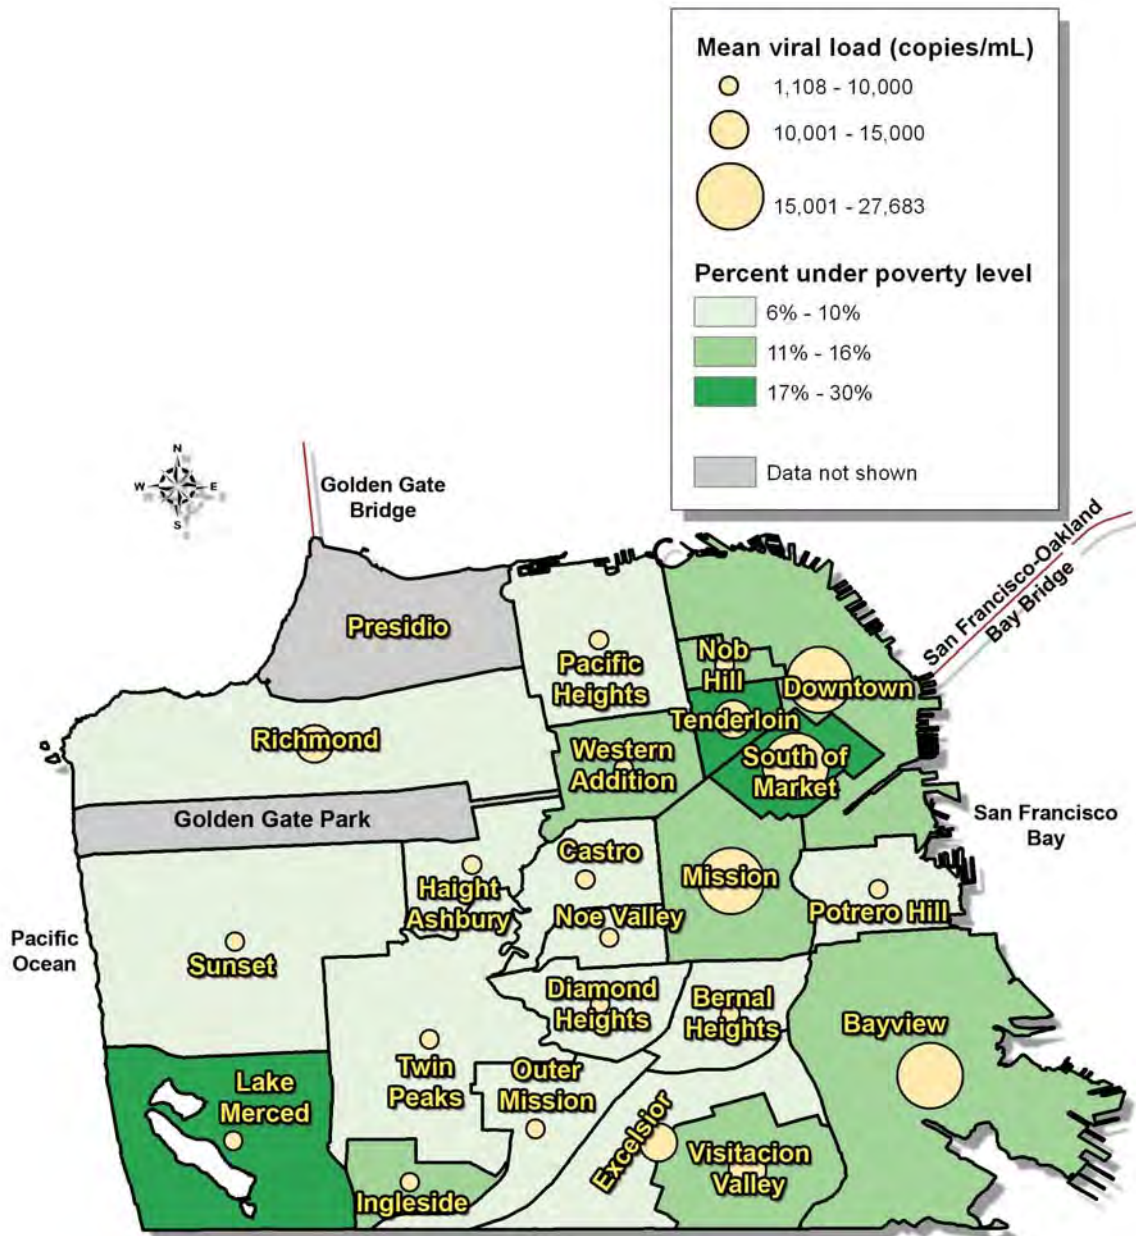 Mean viral load (copies/mL)
1,108 - 10,000
10,001 - 15,000
15,001 - 27,683
Percent under poverty level
6% - 10%
11% - 16%
17% - 30%
Data not shown
N
W
E
S
Golden Gate
Bridge
San Francisco-Oakland
Bay Bridge
Presidio
Pacific
Heights
Nob
Hill
Downtown
Richmond
Tenderloin
Western
Addition
South of
Market
Golden Gate Park
San Francisco
Bay
Castro
Haight
Ashbury
Mission
Noe Valley
Potrero Hill
Pacific
Ocean
Sunset
Diamond
Heights
Bernal
Heights
Bayview
Twin
Peaks
Outer
Mission
Lake
Merced
Excelsior
Visitacion
Valley
Ingleside